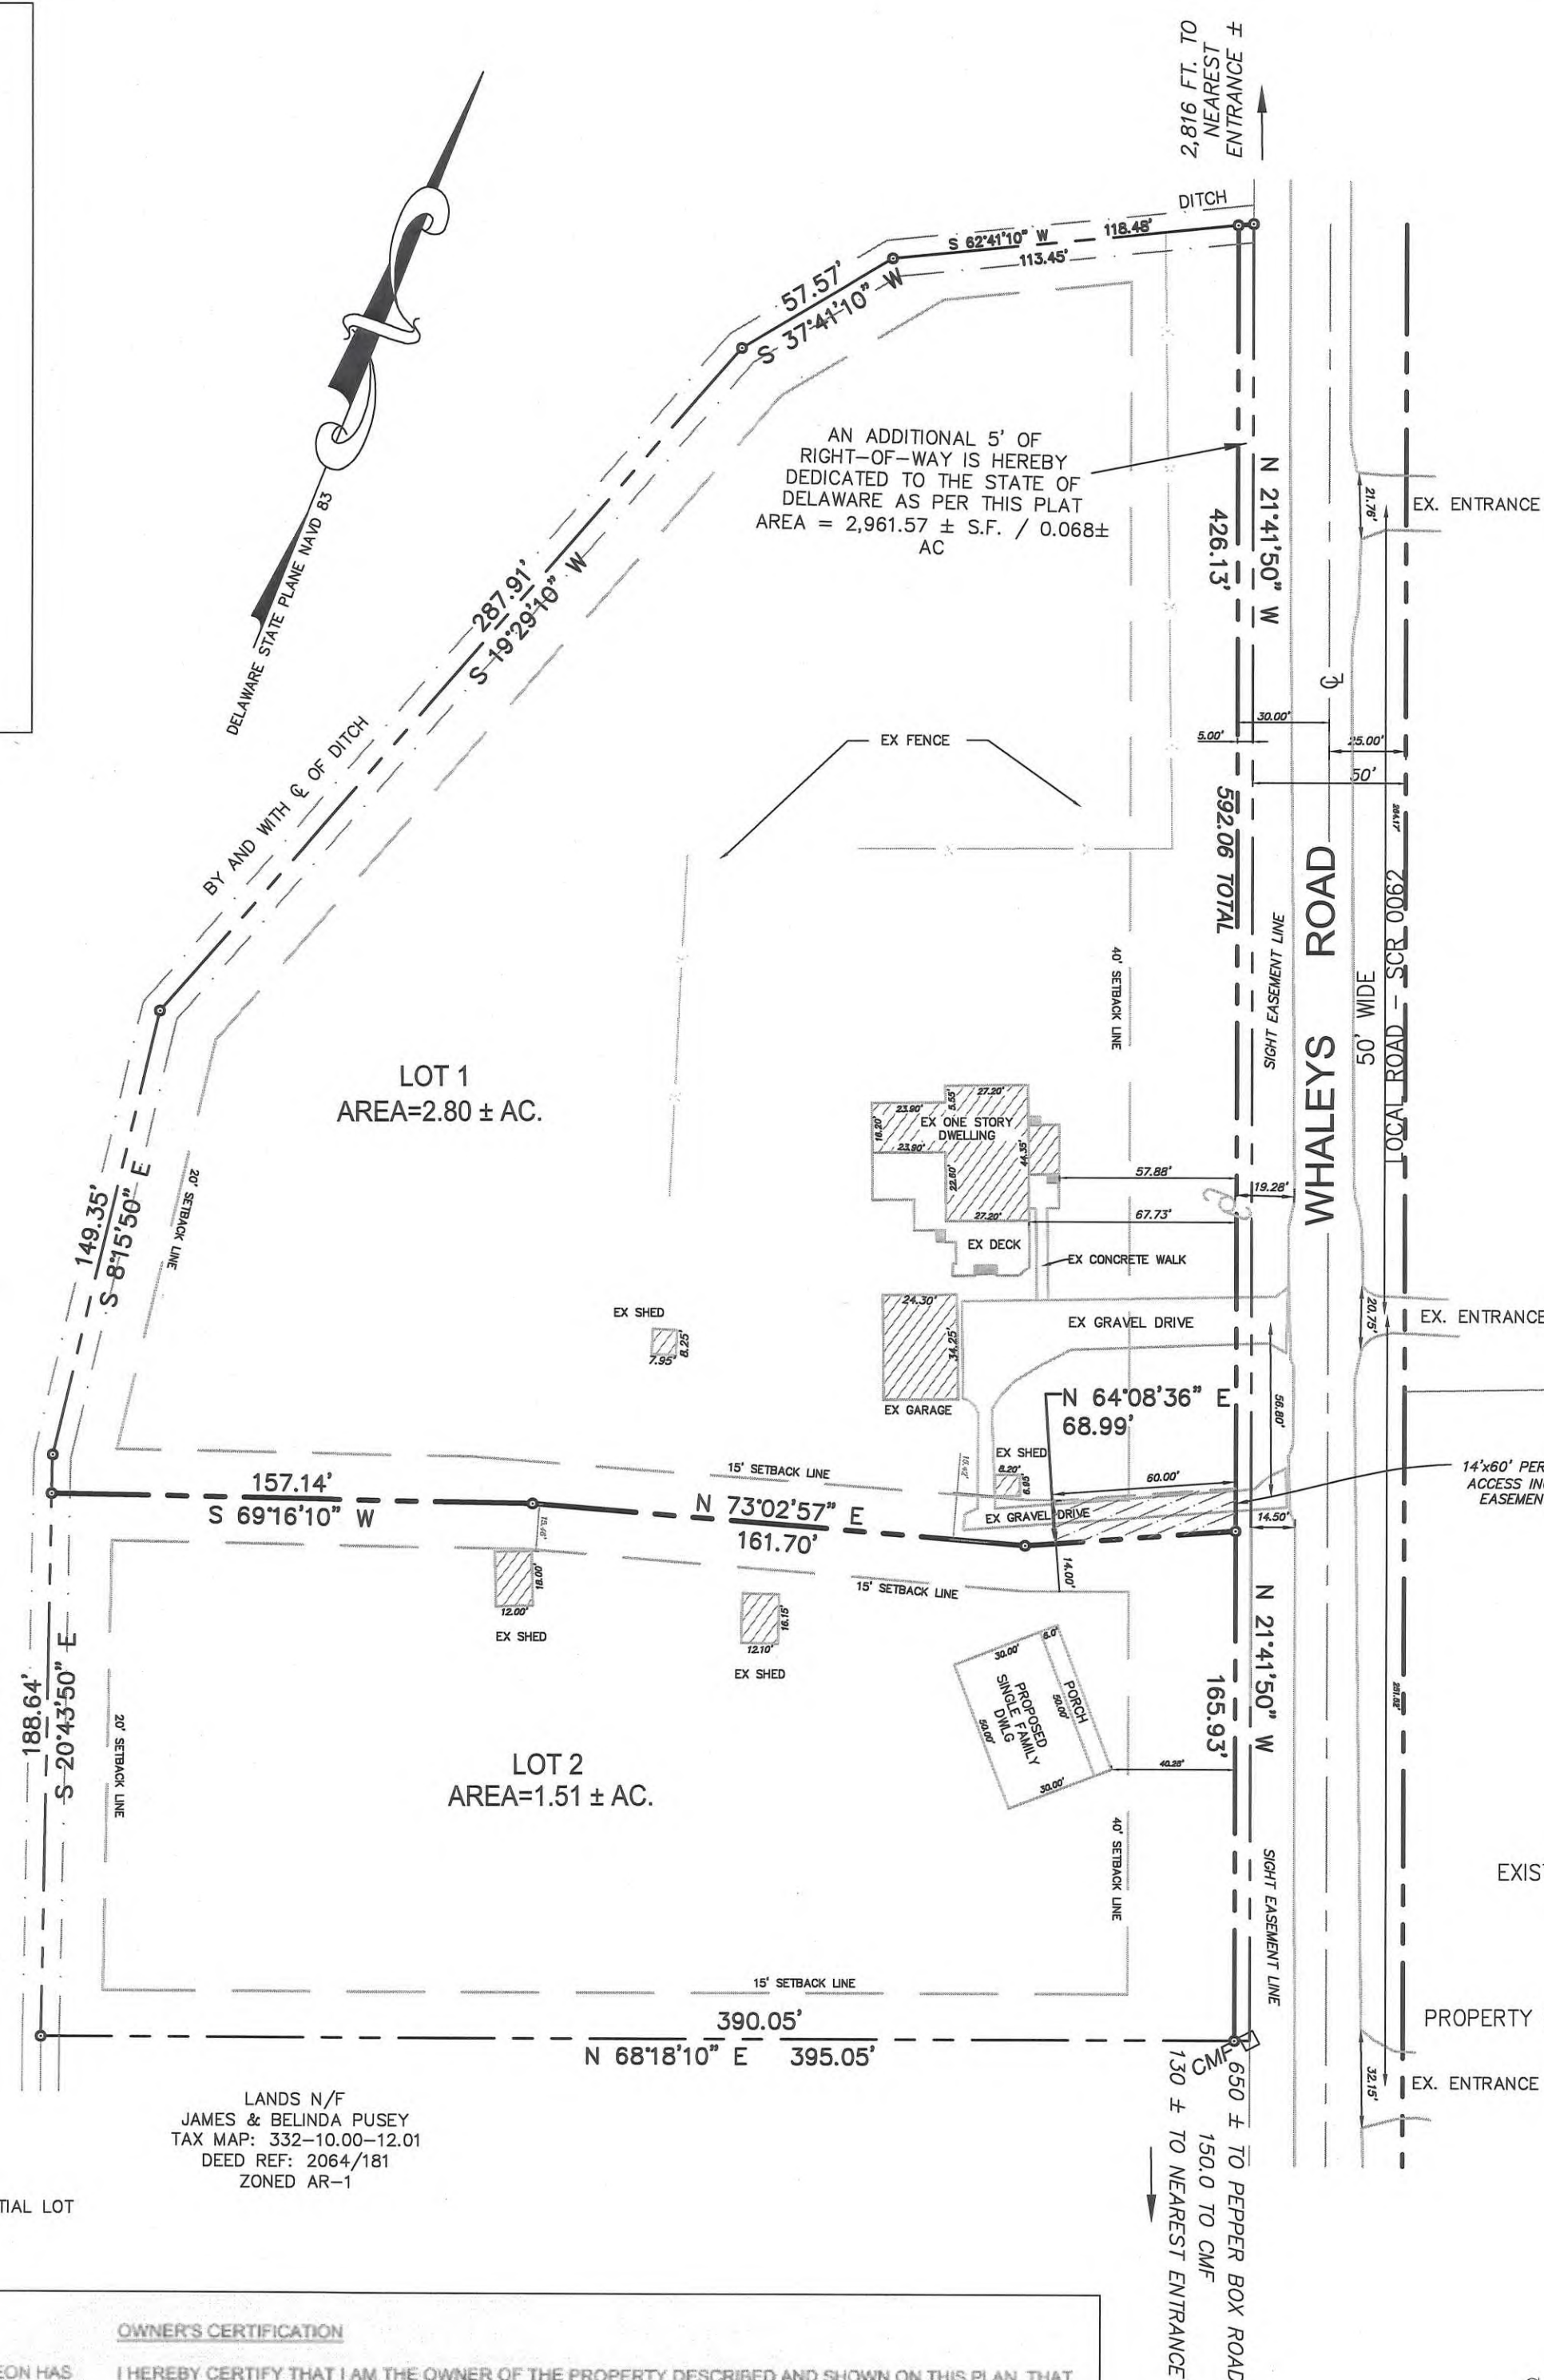 2,816 FT. TO
NEAREST
ENTRANCE ±
DITCH
S 62°41'10" W
118.48'
113.45'
57.57'
S 37°41'10" W
DELAWARE STATE PLANE NAVD 83
AN ADDITIONAL 5' OF
RIGHT-OF-WAY IS HEREBY
DEDICATED TO THE STATE OF
DELAWARE AS PER THIS PLAT
AREA = 2,961.57 ± S.F. / 0.068±
AC
N 21°41'50" W
426.13'
21.76'
EX. ENTRANCE
287.91'
S 19°29'10" W
BY AND WITH ℄ OF DITCH
EX FENCE
30.00'
5.00'
25.00'
50'
592.06 TOTAL
264.17'
WHALEYS ROAD
50' WIDE
LOCAL ROAD - SCR 0062
SIGHT EASEMENT LINE
40' SETBACK LINE
LOT 1
AREA=2.80 ± AC.
27.20'
5.55'
23.90'
EX ONE STORY
DWELLING
16.20'
23.90'
44.35'
22.60'
27.20'
57.88'
19.28'
67.73'
EX DECK
EX CONCRETE WALK
149.35'
S 8°15'50" E
20' SETBACK LINE
EX SHED
8.25'
7.95'
24.30'
34.25'
EX GARAGE
EX GRAVEL DRIVE
20.75'
EX. ENTRANCE
N 64°08'36" E
68.99'
56.80'
EX SHED
8.20'
6.95'
60.00'
14'x60' PER
ACCESS IN
EASEMEN
14.50'
EX GRAVEL DRIVE
14.00'
15' SETBACK LINE
157.14'
S 69°16'10" W
N 73°02'57" E
161.70'
15' SETBACK LINE
18.00'
12.00'
EX SHED
16.15'
12.10'
EX SHED
N 21°41'50" W
165.93'
30.00'
6.0'
PORCH
50.00'
PROPOSED
SINGLE FAMILY
DWLG
50.00'
30.00'
40.28'
251.52'
188.64'
S 20°43'50" E
20' SETBACK LINE
LOT 2
AREA=1.51 ± AC.
40' SETBACK LINE
SIGHT EASEMENT LINE
EXIS
15' SETBACK LINE
390.05'
N 68°18'10" E 395.05'
CMF
PROPERTY
EX. ENTRANCE
32.15'
650 ± TO PEPPER BOX ROAD
150.0 TO CMF
130 ± TO NEAREST ENTRANCE
LANDS N/F
JAMES & BELINDA PUSEY
TAX MAP: 332-10.00-12.01
DEED REF: 2064/181
ZONED AR-1
TIAL LOT
OWNER'S CERTIFICATION
EON HAS
I HEREBY CERTIFY THAT I AM THE OWNER OF THE PROPERTY DESCRIBED AND SHOWN ON THIS PLAN, THAT